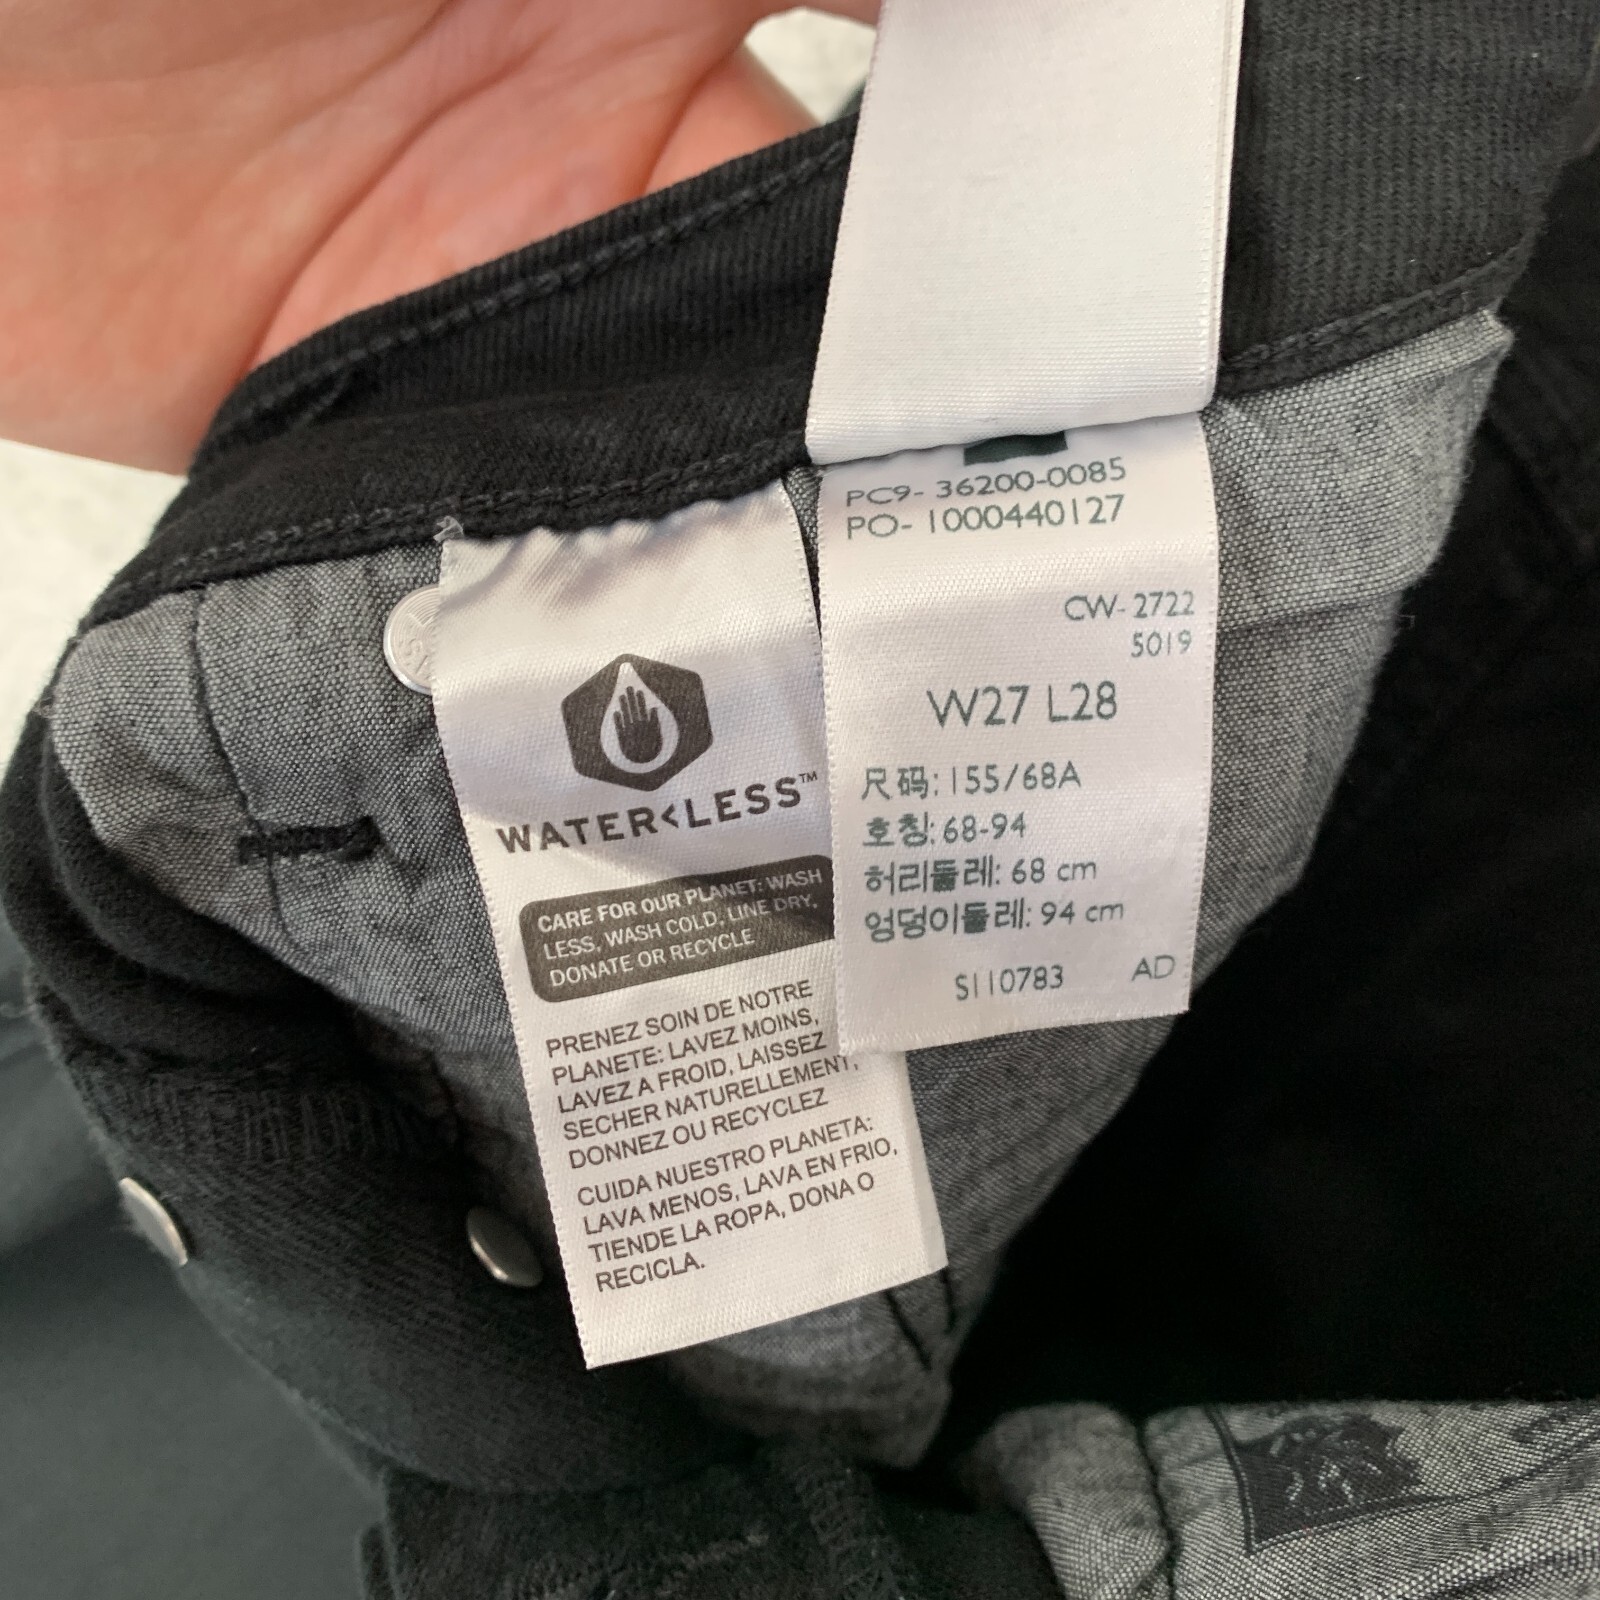 WATER<LESS™
CARE FOR OUR PLANET: WASH
LESS, WASH COLD, LINE DRY,
DONATE OR RECYCLE
PRENEZ SOIN DE NOTRE
PLANETE: LAVEZ MOINS,
LAVEZ A FROID, LAISSEZ
SECHER NATURELLEMENT,
DONNEZ OU RECYCLEZ
CUIDA NUESTRO PLANETA:
LAVA MENOS, LAVA EN FRIO,
TIENDE LA ROPA, DONA O
RECICLA.
PC9- 36200-0085
PO- 1000440127
CW- 2722
5019
W27 L28
尺码: 155/68A
호칭: 68-94
허리둘레: 68 cm
엉덩이둘레: 94 cm
S110783 AD